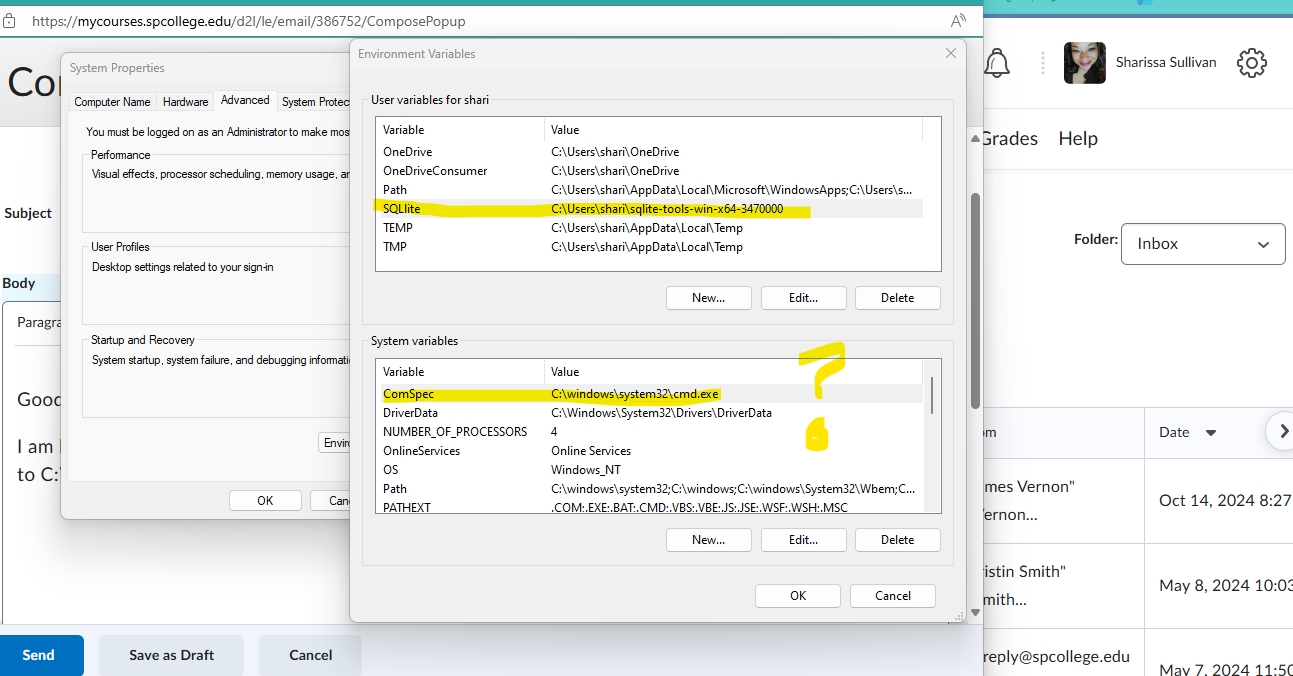 https://mycourses.spcollege.edu/d2l/le/email/386752/ComposePopup
Sharissa Sullivan
Grades Help
Folder: Inbox
Date
Oct 14, 2024 8:27
May 8, 2024 10:03
reply@spcollege.edu
May 7, 2024 11:50
mes Vernon"
ernon...
istin Smith"
mith...
Subject
Body
Good
I am
to C:
Send Save as Draft Cancel
System Properties
Computer Name Hardware Advanced System Protec
You must be logged on as an Administrator to make mos
Performance
Visual effects, processor scheduling, memory usage, ar
User Profiles
Desktop settings related to your sign-in
Startup and Recovery
System startup, system failure, and debugging informati
Enviro
OK Can
Environment Variables
User variables for shari
Variable Value
OneDrive C:\Users\shari\OneDrive
OneDriveConsumer C:\Users\shari\OneDrive
Path C:\Users\shari\AppData\Local\Microsoft\WindowsApps;C:\Users\s...
SQLlite C:\Users\shari\sqlite-tools-win-x64-3470000
TEMP C:\Users\shari\AppData\Local\Temp
TMP C:\Users\shari\AppData\Local\Temp
New... Edit... Delete
System variables
Variable Value
ComSpec C:\windows\system32\cmd.exe
DriverData C:\Windows\System32\Drivers\DriverData
NUMBER_OF_PROCESSORS 4
OnlineServices Online Services
OS Windows_NT
Path C:\windows\system32;C:\windows;C:\windows\System32\Wbem;C...
PATHEXT .COM;.EXE;.BAT;.CMD;.VBS;.VBE;.JS;.JSE;.WSF;.WSH;.MSC
?
New... Edit... Delete
OK Cancel